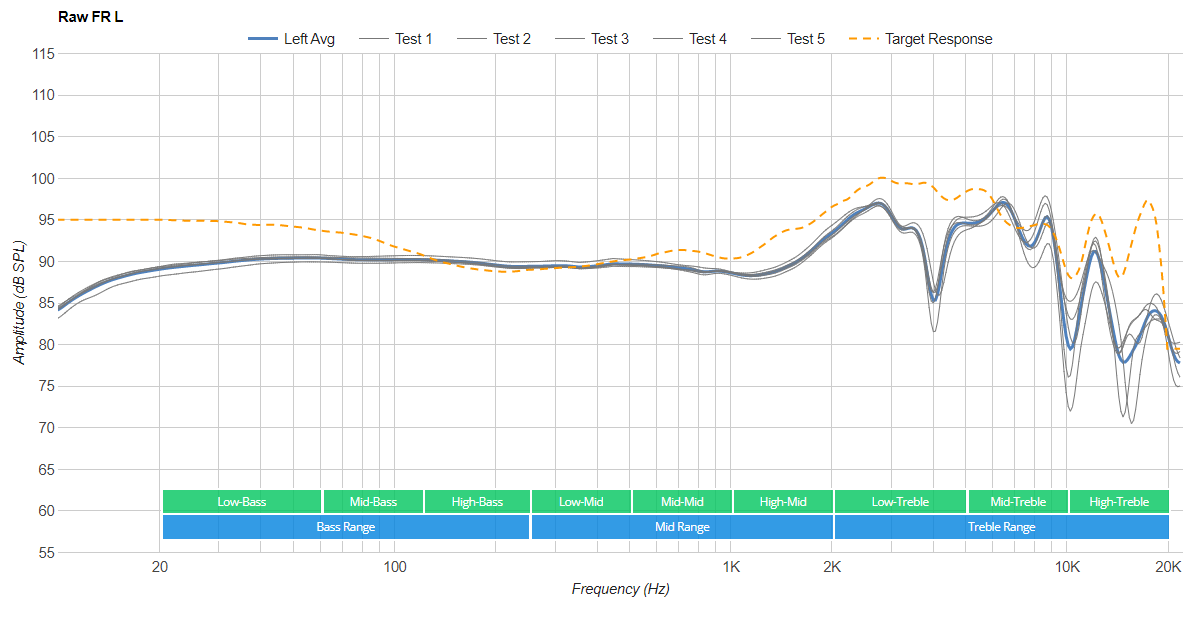 Raw FR L
Left Avg Test 1 Test 2 Test 3 Test 4 Test 5 Target Response
115
110
105
100
95
90
85
80
75
70
65
60
55
Amplitude (dB SPL)
Low-Bass Mid-Bass High-Bass Low-Mid Mid-Mid High-Mid Low-Treble Mid-Treble High-Treble
Bass Range Mid Range Treble Range
20 100 200 1K 2K 10K 20K
Frequency (Hz)